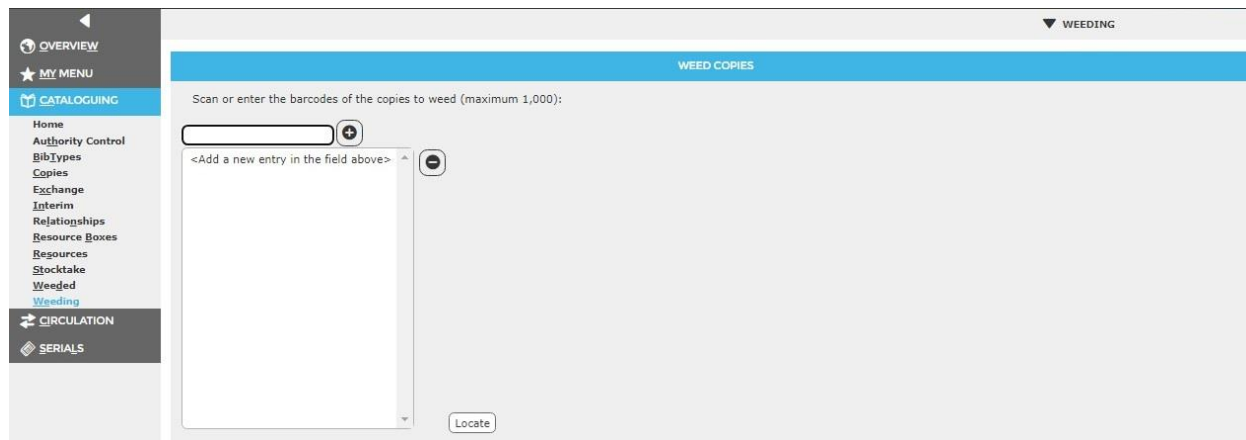 OVERVIEW
MY MENU
CATALOGUING
Home
Authority Control
BibTypes
Copies
Exchange
Interim
Relationships
Resource Boxes
Resources
Stocktake
Weeded
Weeding
CIRCULATION
SERIALS
WEEDING
WEED COPIES
Scan or enter the barcodes of the copies to weed (maximum 1,000):
<Add a new entry in the field above>
Locate